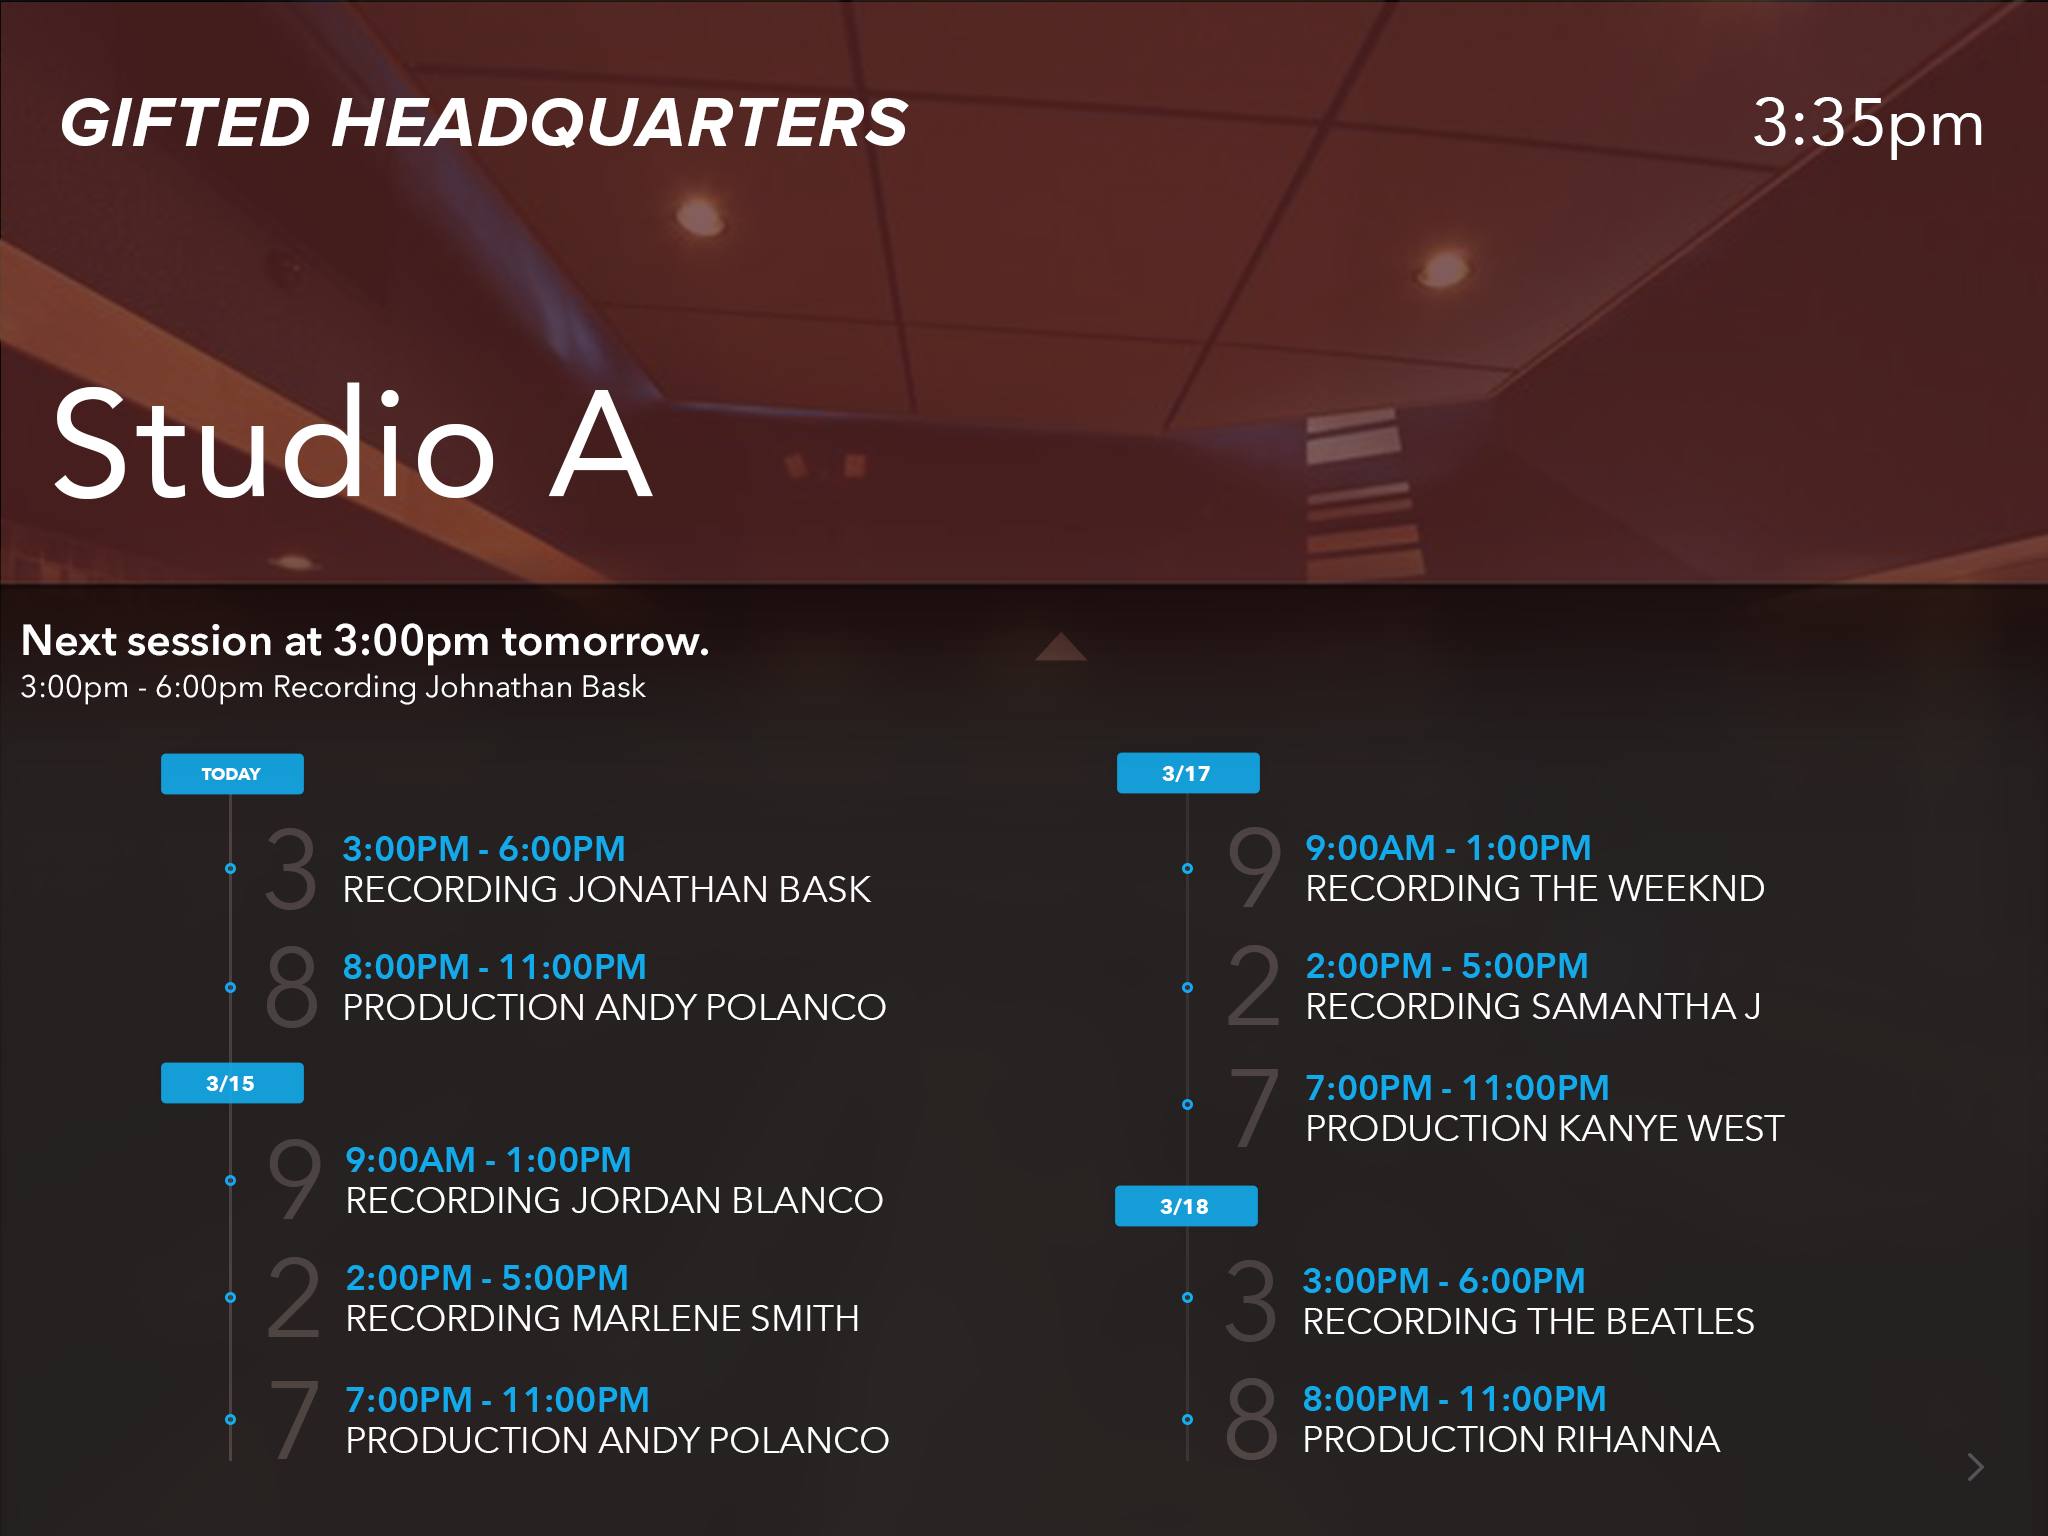 GIFTED HEADQUARTERS
3:35pm
Studio A
Next session at 3:00pm tomorrow.
3:00pm - 6:00pm Recording Johnathan Bask
TODAY
3
3:00PM - 6:00PM
RECORDING JONATHAN BASK
8
8:00PM - 11:00PM
PRODUCTION ANDY POLANCO
3/15
9
9:00AM - 1:00PM
RECORDING JORDAN BLANCO
2
2:00PM - 5:00PM
RECORDING MARLENE SMITH
7
7:00PM - 11:00PM
PRODUCTION ANDY POLANCO
3/17
9
9:00AM - 1:00PM
RECORDING THE WEEKND
2
2:00PM - 5:00PM
RECORDING SAMANTHA J
7
7:00PM - 11:00PM
PRODUCTION KANYE WEST
3/18
3
3:00PM - 6:00PM
RECORDING THE BEATLES
8
8:00PM - 11:00PM
PRODUCTION RIHANNA